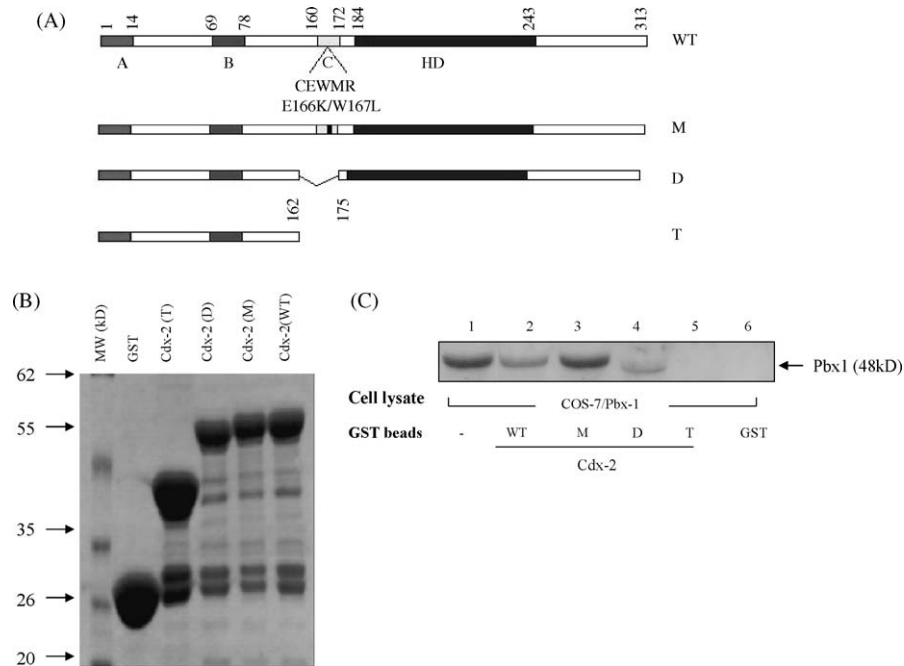 (A)
1 14 69 78 160 172 184 243 313
WT
A B C HD
CEWMR
E166K/W167L
M
D
162 175
T
(B)
MW (kD) GST Cdx-2 (T) Cdx-2 (D) Cdx-2 (M) Cdx-2(WT)
62
55
35
26
20
(C)
1 2 3 4 5 6
Pbx1 (48kD)
Cell lysate COS-7/Pbx-1
GST beads - WT M D T GST
Cdx-2